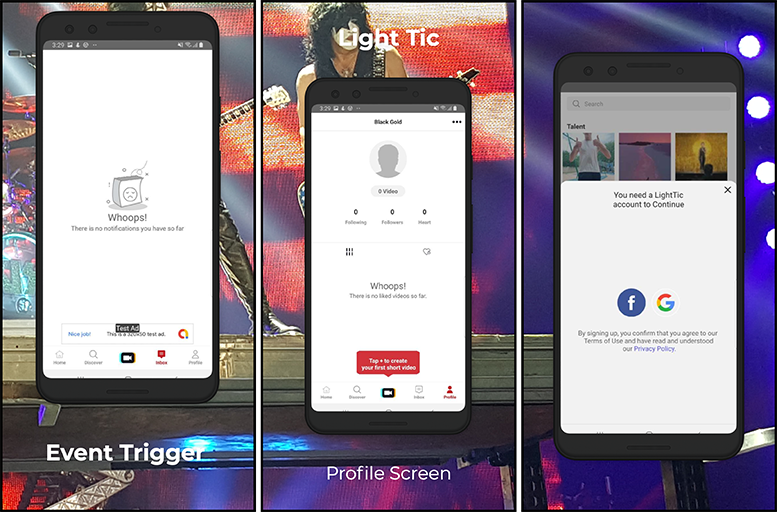 3:29
Whoops!
There is no notifications you have so far
Nice job!
Test Ad
This is a 320x50 test ad.
Home
Discover
Inbox
Profile
Event Trigger
Light Tic
3:29
Black Gold
0 Video
0
0
0
Following
Followers
Heart
Whoops!
There is no liked videos so far.
Tap + to create
your first short video
Home
Discover
Inbox
Profile
Profile Screen
Search
Talent
You need a LightTic
account to Continue
By signing up, you confirm that you agree to our
Terms of Use and have read and understood
our Privacy Policy.